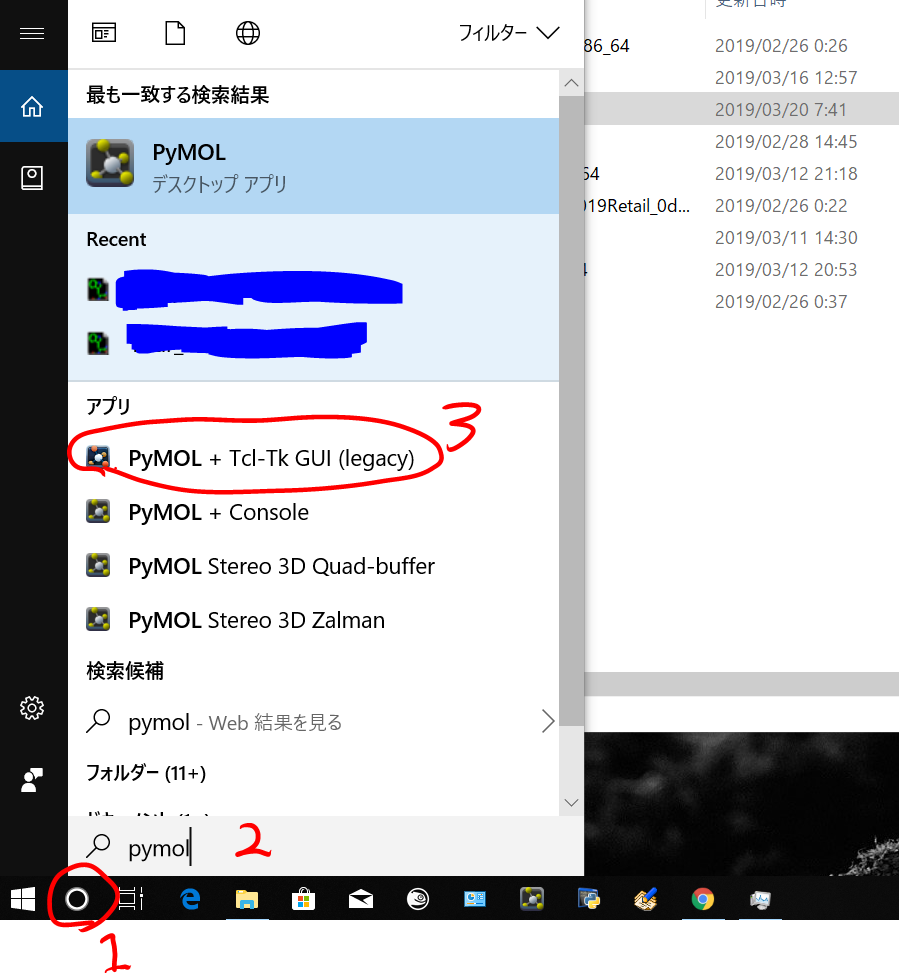 フィルター
最も一致する検索結果
PyMOL
デスクトップ アプリ
Recent
アプリ
PyMOL + Tcl-Tk GUI (legacy)
3
PyMOL + Console
PyMOL Stereo 3D Quad-buffer
PyMOL Stereo 3D Zalman
検索候補
pymol - Web 結果を見る
フォルダー (11+)
pymol
2
1
更新日時
86_64
2019/02/26 0:26
2019/03/16 12:57
2019/03/20 7:41
2019/02/28 14:45
64
2019/03/12 21:18
019Retail_0d...
2019/02/26 0:22
2019/03/11 14:30
2019/03/12 20:53
2019/02/26 0:37